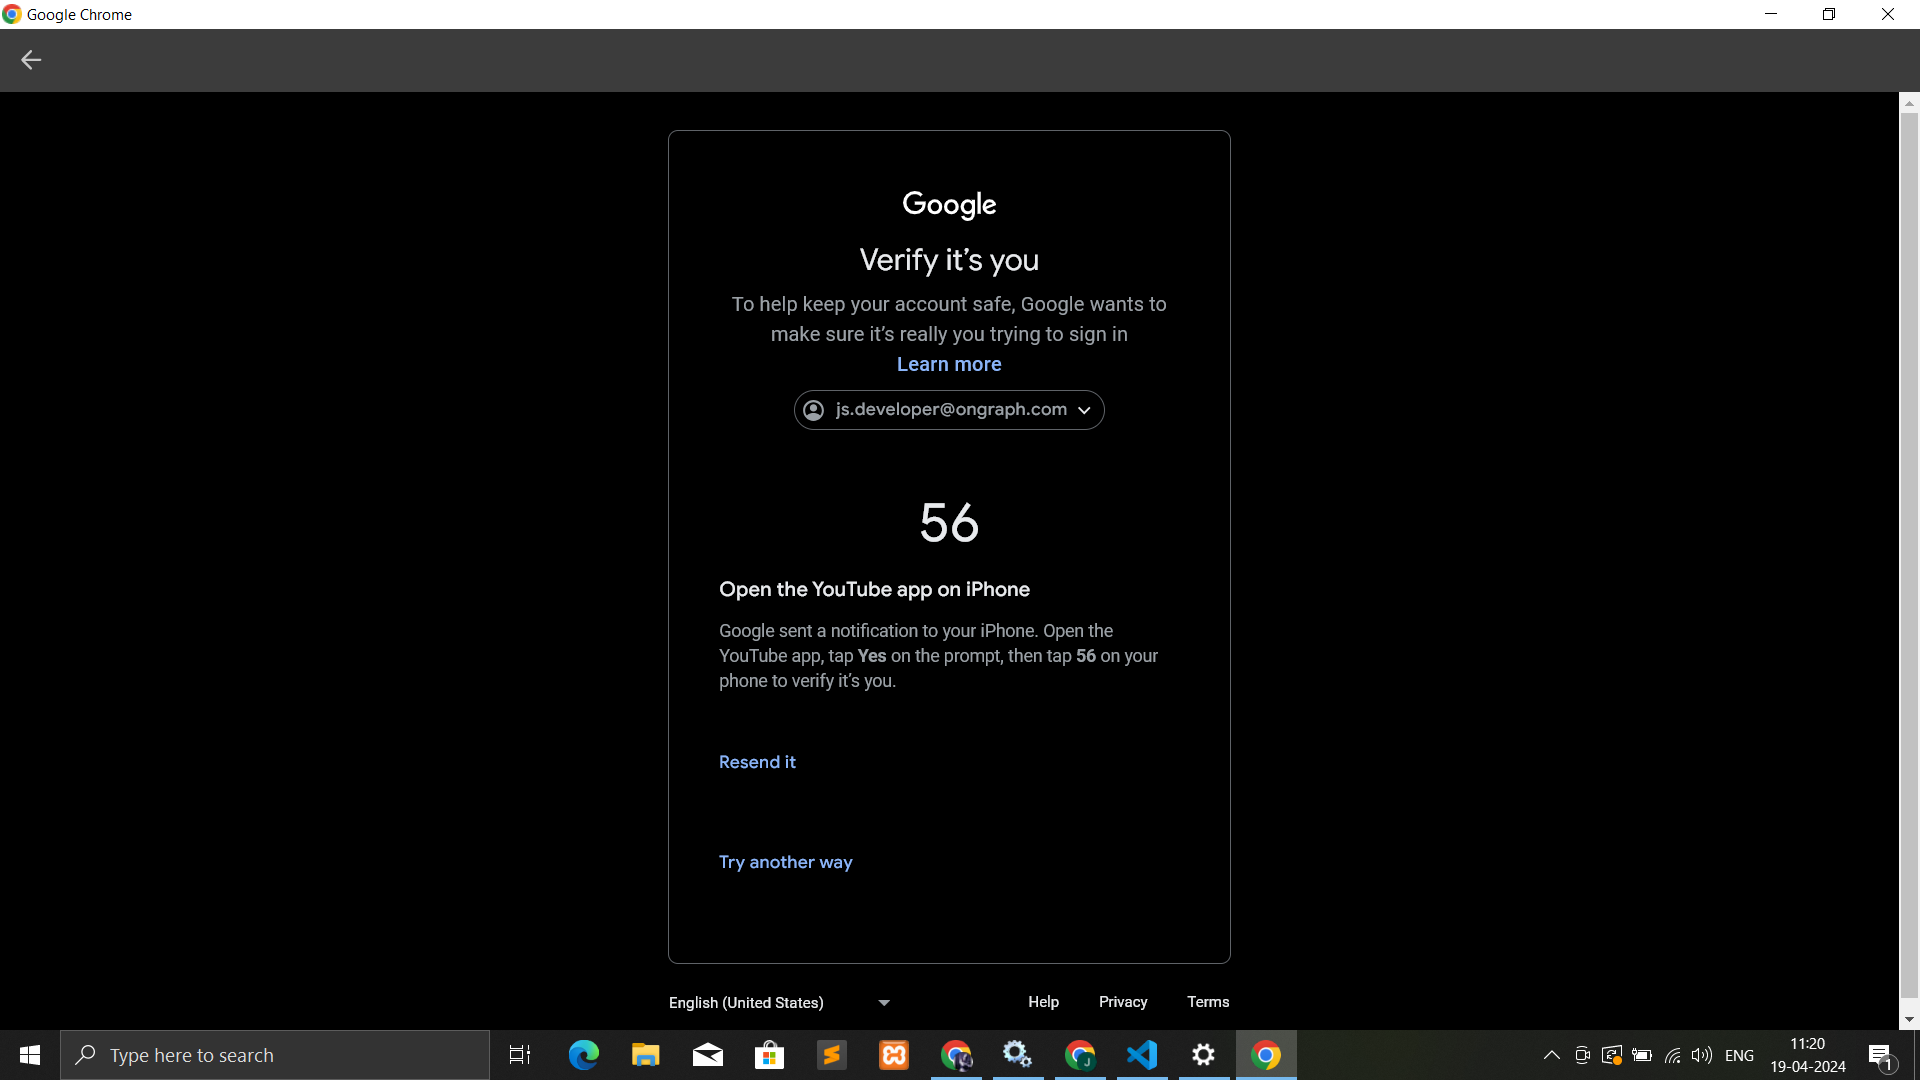 Google Chrome
Google
Verify it’s you
To help keep your account safe, Google wants to
make sure it’s really you trying to sign in
Learn more
js.developer@ongraph.com
56
Open the YouTube app on iPhone
Google sent a notification to your iPhone. Open the
YouTube app, tap Yes on the prompt, then tap 56 on your
phone to verify it’s you.
Resend it
Try another way
English (United States)
Help Privacy Terms
Type here to search
ENG
11:20
19-04-2024
1